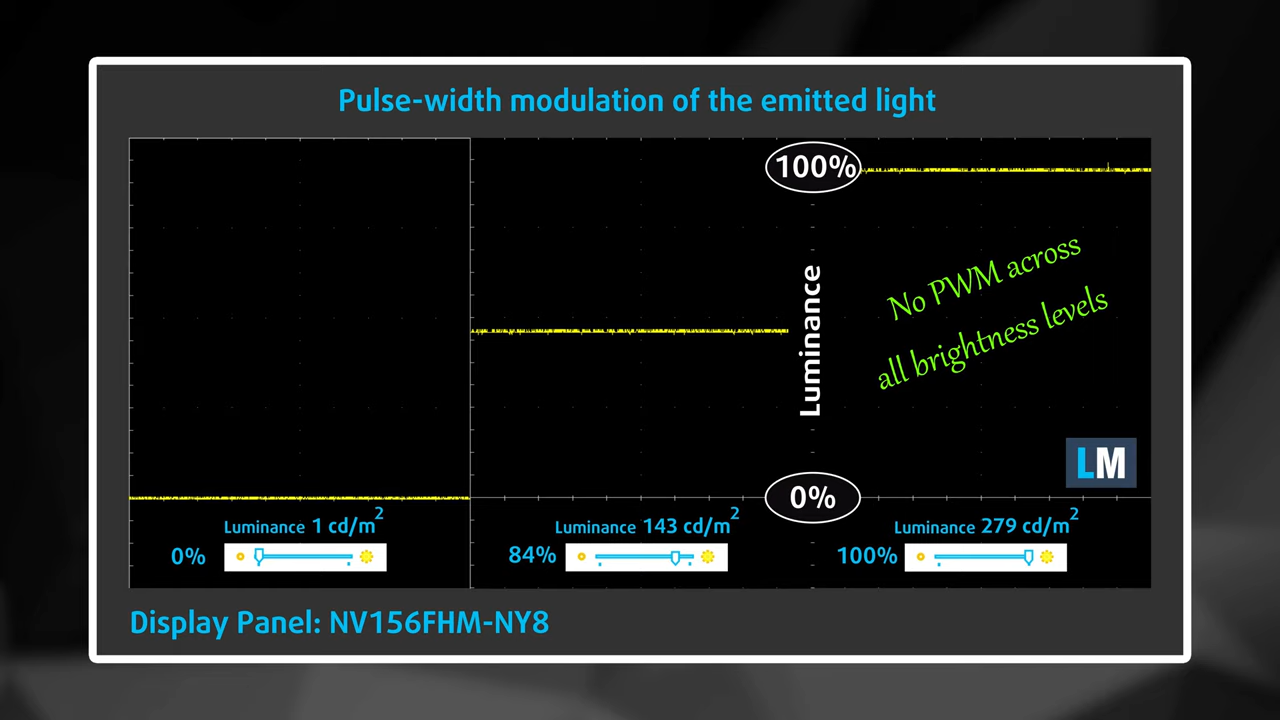 Pulse-width modulation of the emitted light
100%
Luminance
No PWM across
all brightness levels
LM
0%
Luminance 1 cd/m²
Luminance 143 cd/m²
Luminance 279 cd/m²
0%
84%
100%
Display Panel: NV156FHM-NY8